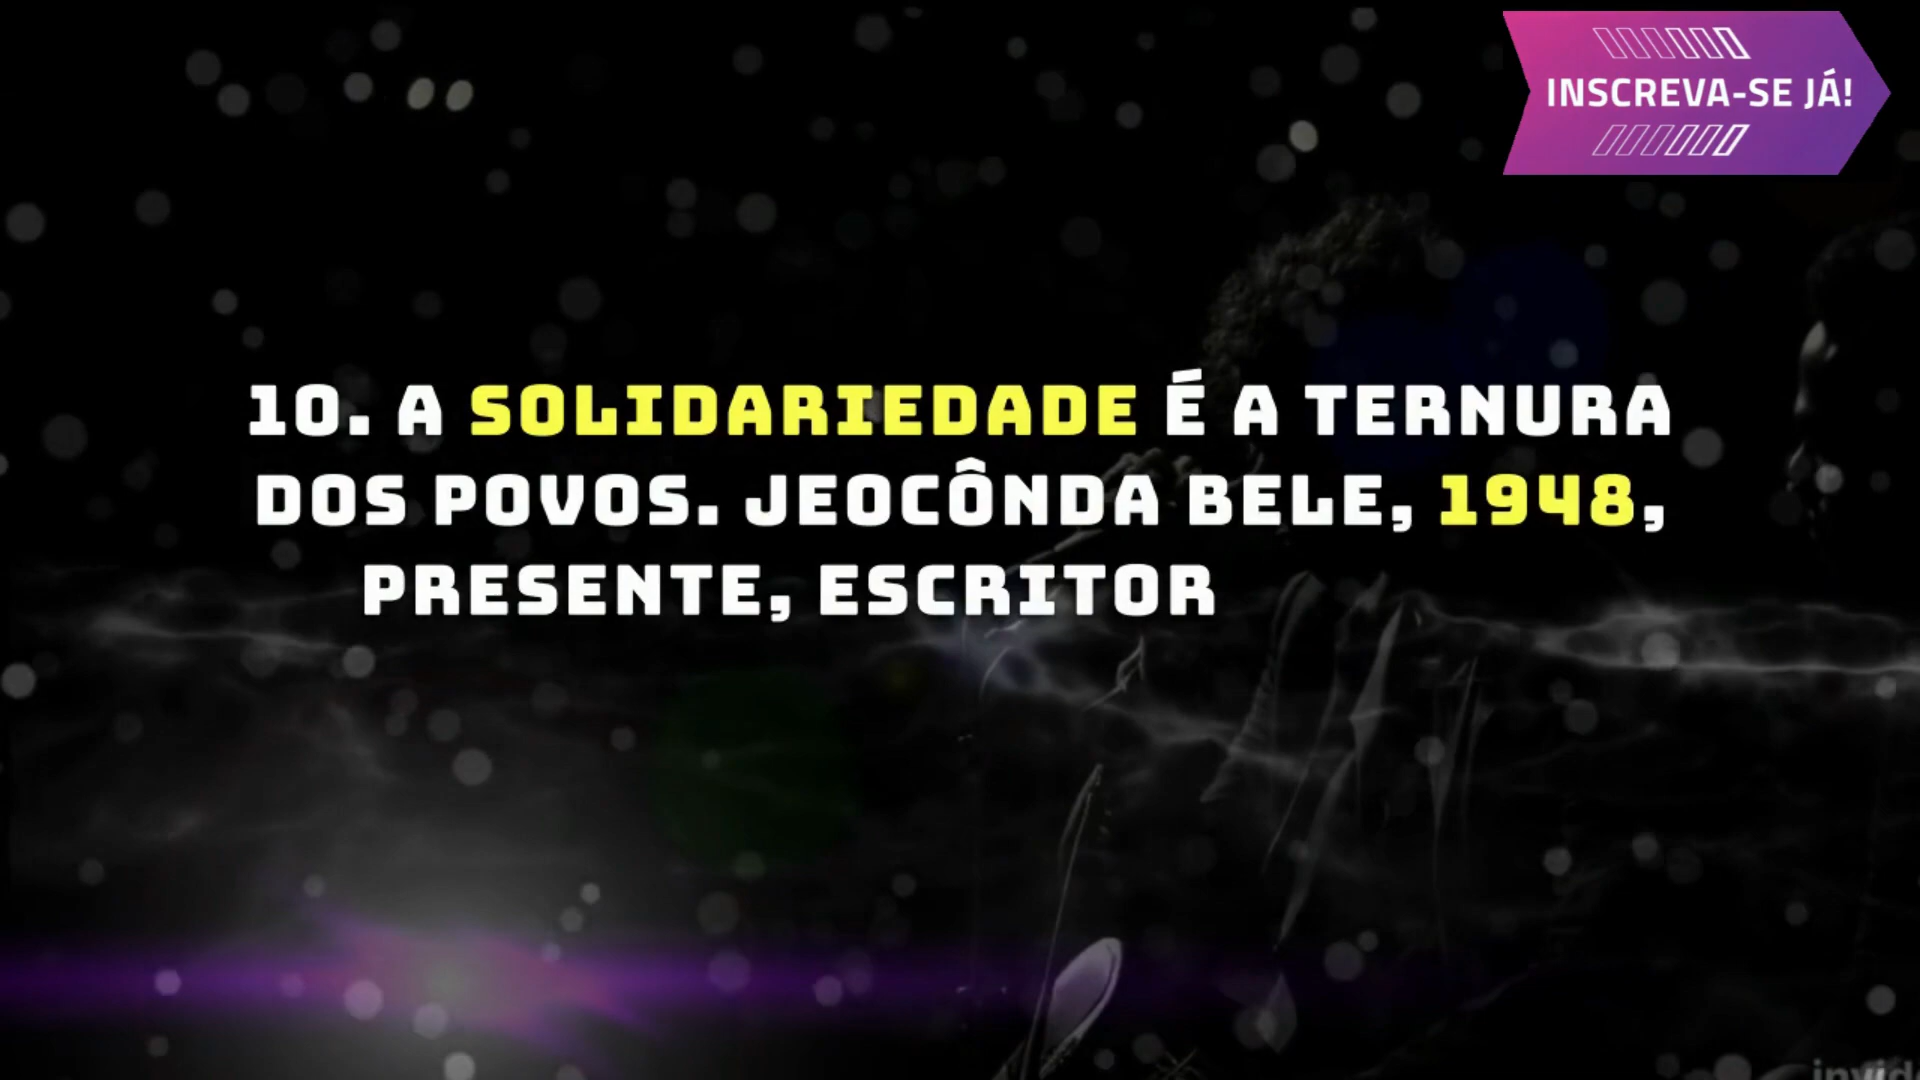 INSCREVA-SE JÁ!
10. A SOLIDARIEDADE É A TERNURA
DOS POVOS. JEOCÔNDA BELE, 1948,
PRESENTE, ESCRITOR